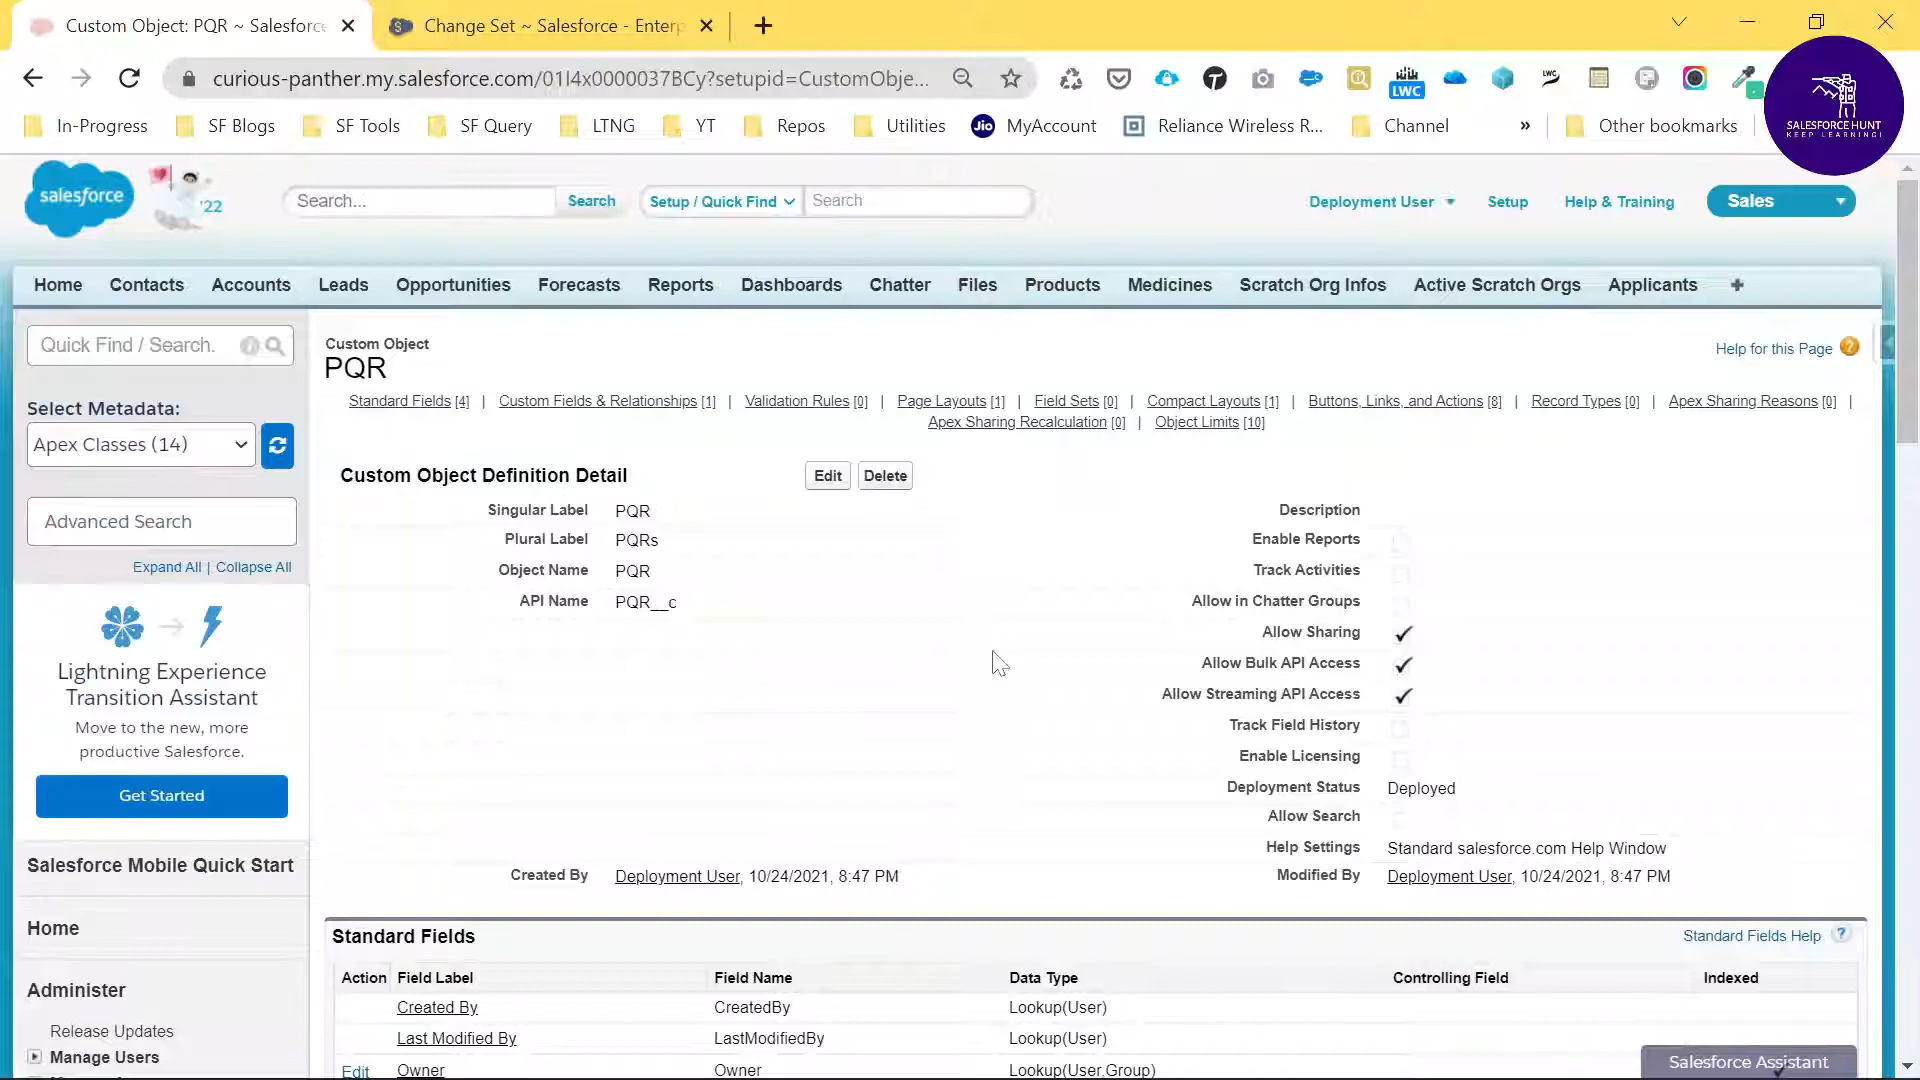 Custom Object: PQR ~ Salesforce
Change Set ~ Salesforce - Enterp
curious-panther.my.salesforce.com/01I4x0000037BCy?setupid=CustomObje...
LWC
LWC
In-Progress
SF Blogs
SF Tools
SF Query
LTNG
YT
Repos
Utilities
Jio
MyAccount
Reliance Wireless R...
Channel
»
Other bookmarks
SALESFORCE HUNT
KEEP LEARNING!
salesforce
'22
Search...
Search
Setup / Quick Find
Search
Deployment User
Setup
Help & Training
Sales
Home
Contacts
Accounts
Leads
Opportunities
Forecasts
Reports
Dashboards
Chatter
Files
Products
Medicines
Scratch Org Infos
Active Scratch Orgs
Applicants
Quick Find / Search.
Select Metadata:
Apex Classes (14)
Advanced Search
Expand All | Collapse All
Lightning Experience
Transition Assistant
Move to the new, more
productive Salesforce.
Get Started
Salesforce Mobile Quick Start
Home
Administer
Release Updates
Manage Users
Custom Object
PQR
Help for this Page
Standard Fields [4] | Custom Fields & Relationships [1] | Validation Rules [0] | Page Layouts [1] | Field Sets [0] | Compact Layouts [1] | Buttons, Links, and Actions [8] | Record Types [0] | Apex Sharing Reasons [0] |
Apex Sharing Recalculation [0] | Object Limits [10]
Custom Object Definition Detail
Edit
Delete
Singular Label PQR
Description
Plural Label PQRs
Enable Reports
Object Name PQR
Track Activities
API Name PQR__c
Allow in Chatter Groups
Allow Sharing
Allow Bulk API Access
Allow Streaming API Access
Track Field History
Enable Licensing
Deployment Status Deployed
Allow Search
Help Settings Standard salesforce.com Help Window
Created By Deployment User, 10/24/2021, 8:47 PM
Modified By Deployment User, 10/24/2021, 8:47 PM
Standard Fields
Standard Fields Help ?
Action Field Label Field Name Data Type Controlling Field Indexed
Created By CreatedBy Lookup(User)
Last Modified By LastModifiedBy Lookup(User)
Edit Owner Owner Lookup(User,Group)
Salesforce Assistant